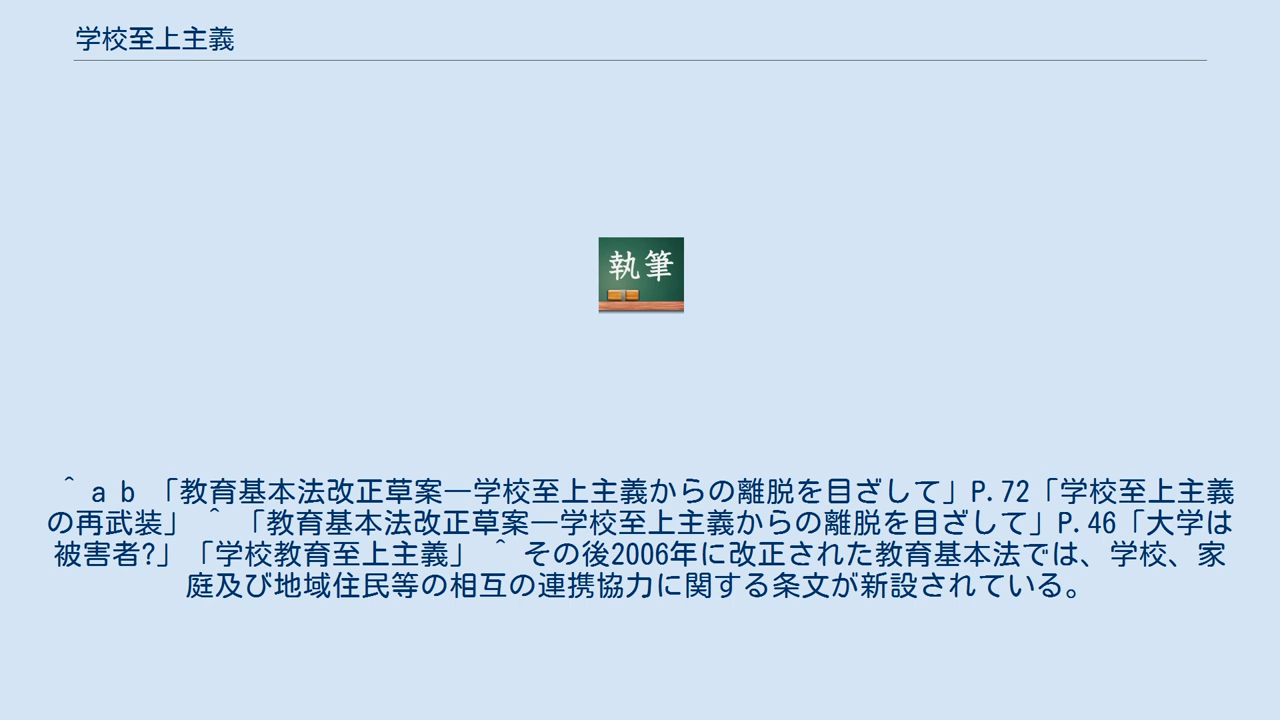 学校至上主義
執筆
^ a b 「教育基本法改正草案―学校至上主義からの離脱を目ざして」P.72「学校至上主義
の再武装」 ^ 「教育基本法改正草案―学校至上主義からの離脱を目ざして」P.46「大学は
被害者?」「学校教育至上主義」 ^ その後2006年に改正された教育基本法では、学校、家
庭及び地域住民等の相互の連携協力に関する条文が新設されている。